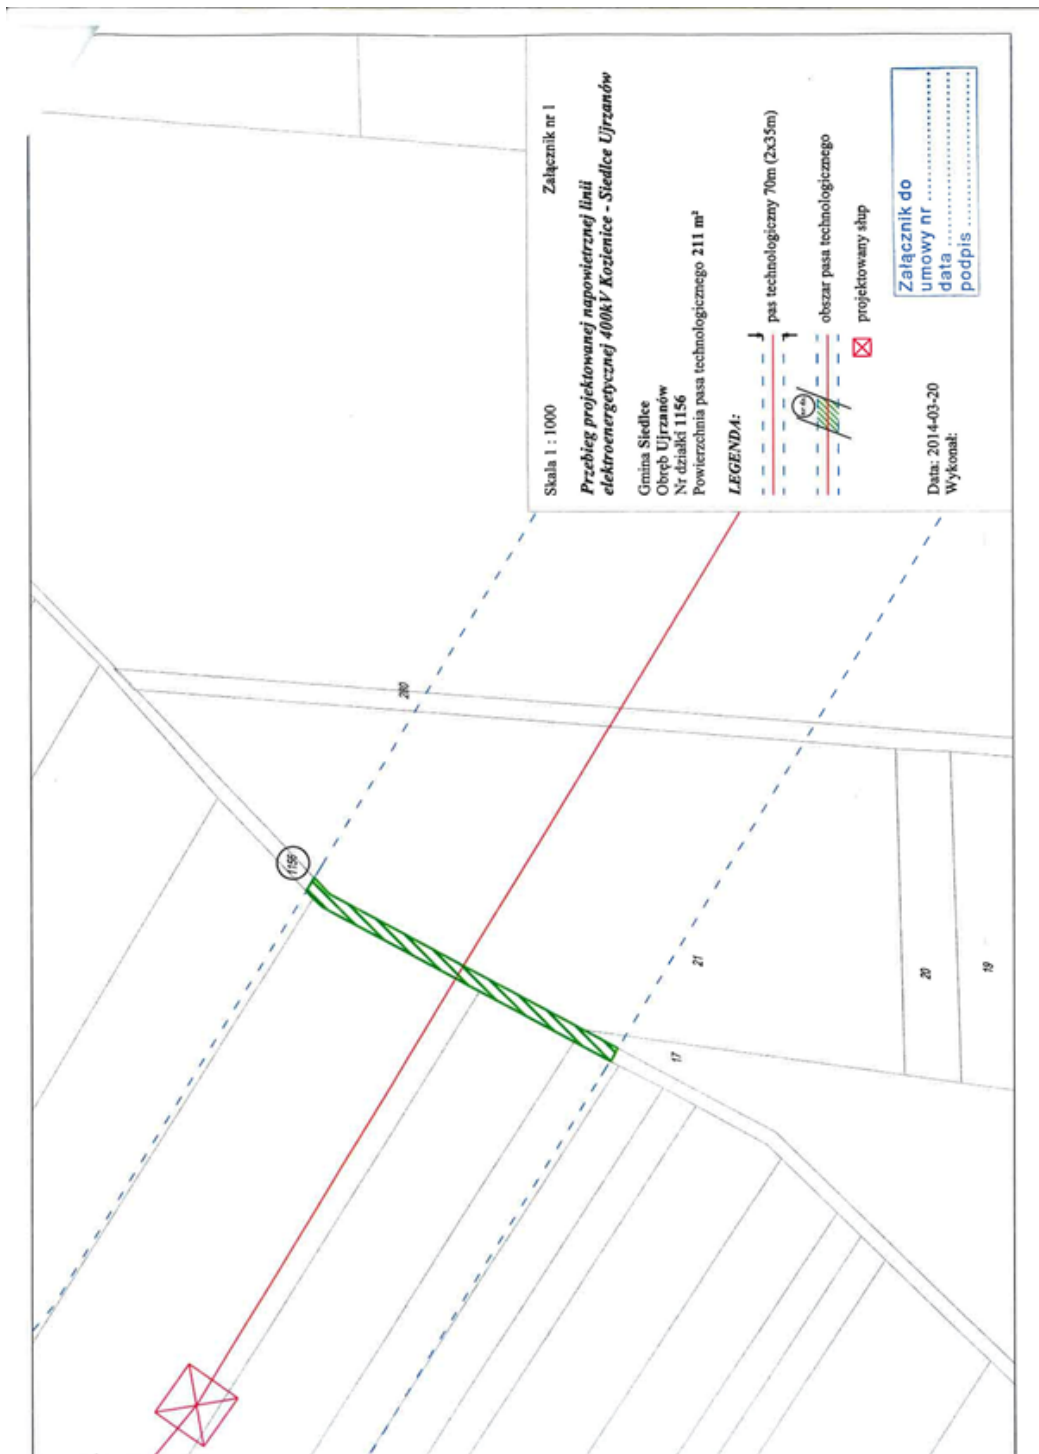 Skala 1 : 1000
Załącznik nr 1
Przebieg projektowanej napowietrznej linii
elektroenergetycznej 400kV Kozienice - Siedlce Ujrzanów
Gmina Siedlce
Obręb Ujrzanów
Nr działki 1156
Powierzchnia pasa technologicznego 211 m²
LEGENDA:
pas technologiczny 70m (2x35m)
obszar pasa technologicznego
projektowany słup
Data: 2014-03-20
Wykonał:
Załącznik do
umowy nr ....................
data ....................
podpis ....................
280
1156
21
20
19
17